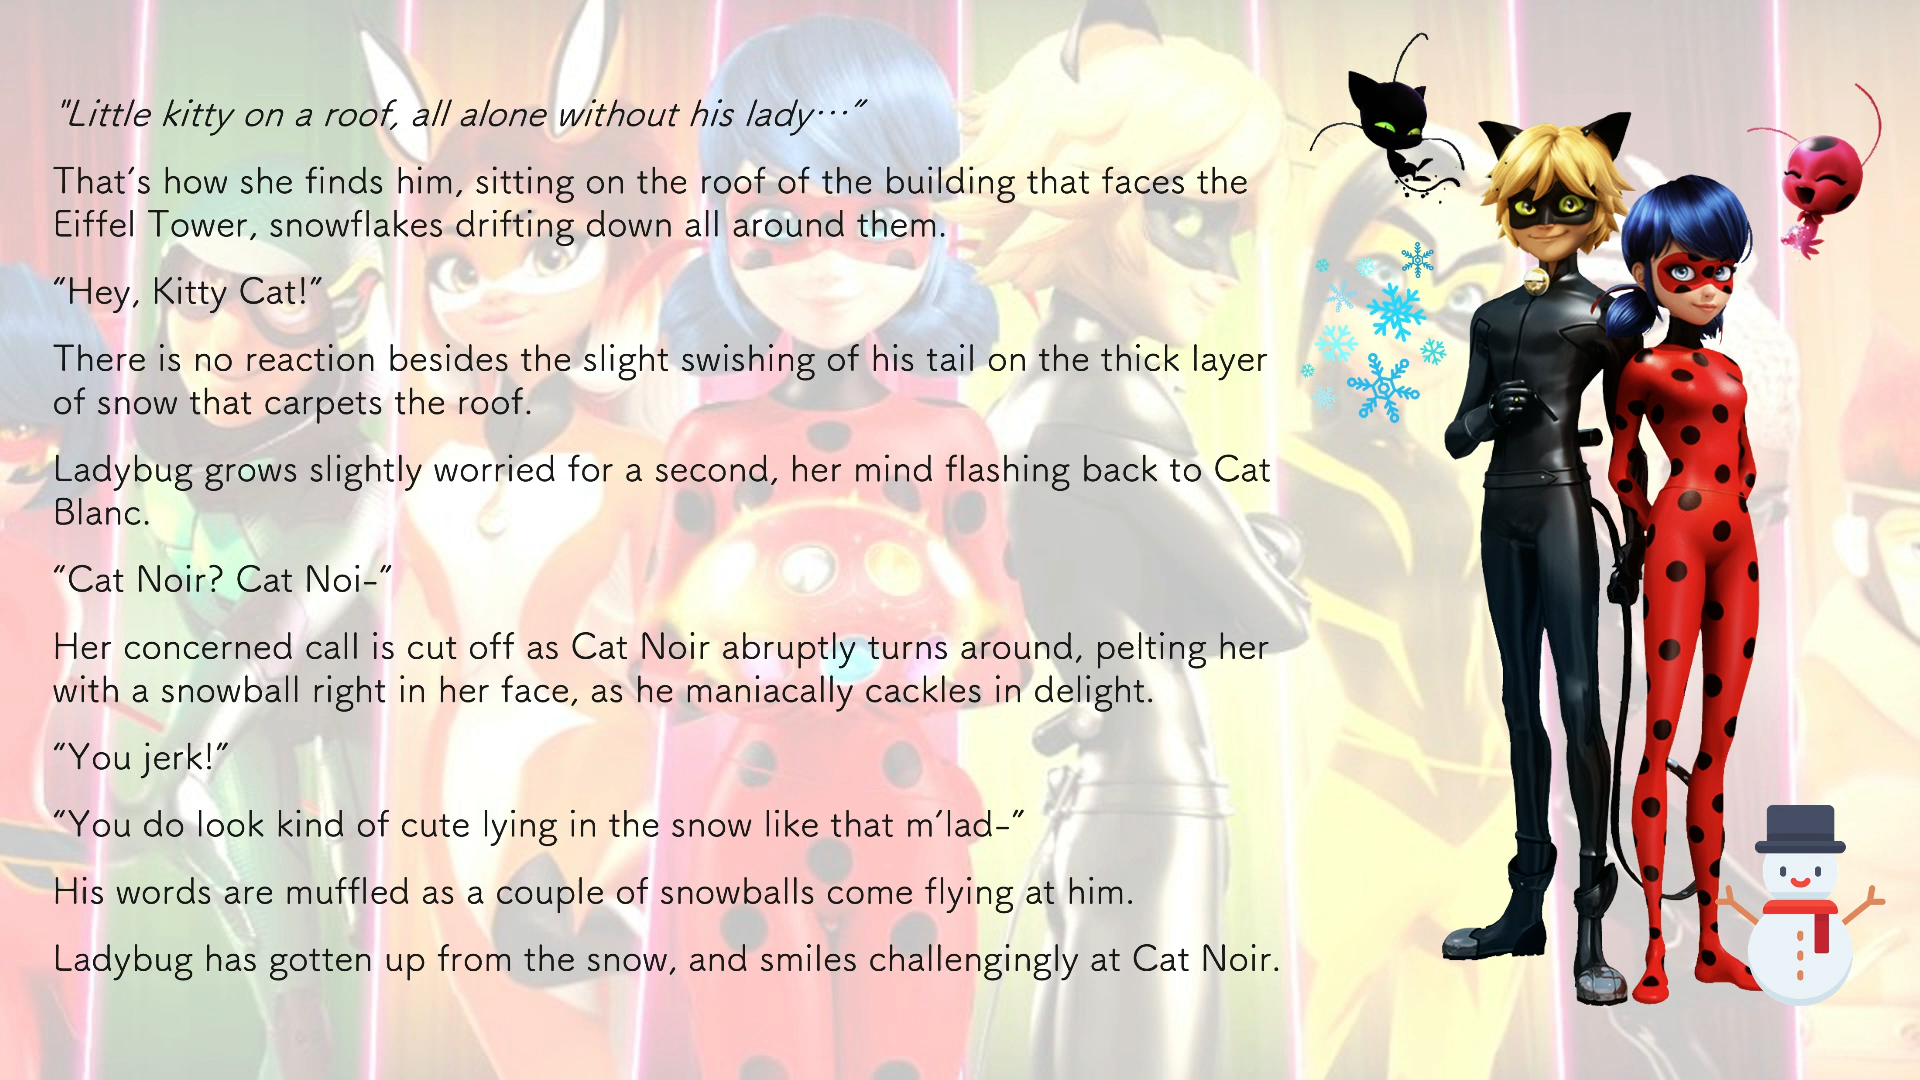 "Little kitty on a roof, all alone without his lady…”
That’s how she finds him, sitting on the roof of the building that faces the
Eiffel Tower, snowflakes drifting down all around them.
“Hey, Kitty Cat!”
There is no reaction besides the slight swishing of his tail on the thick layer
of snow that carpets the roof.
Ladybug grows slightly worried for a second, her mind flashing back to Cat
Blanc.
“Cat Noir? Cat Noi-”
Her concerned call is cut off as Cat Noir abruptly turns around, pelting her
with a snowball right in her face, as he maniacally cackles in delight.
“You jerk!”
“You do look kind of cute lying in the snow like that m’lad-”
His words are muffled as a couple of snowballs come flying at him.
Ladybug has gotten up from the snow, and smiles challengingly at Cat Noir.